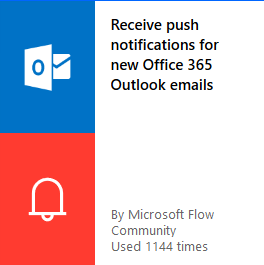 Receive push
notifications for
new Office 365
Outlook emails
By Microsoft Flow
Community
Used 1144 times